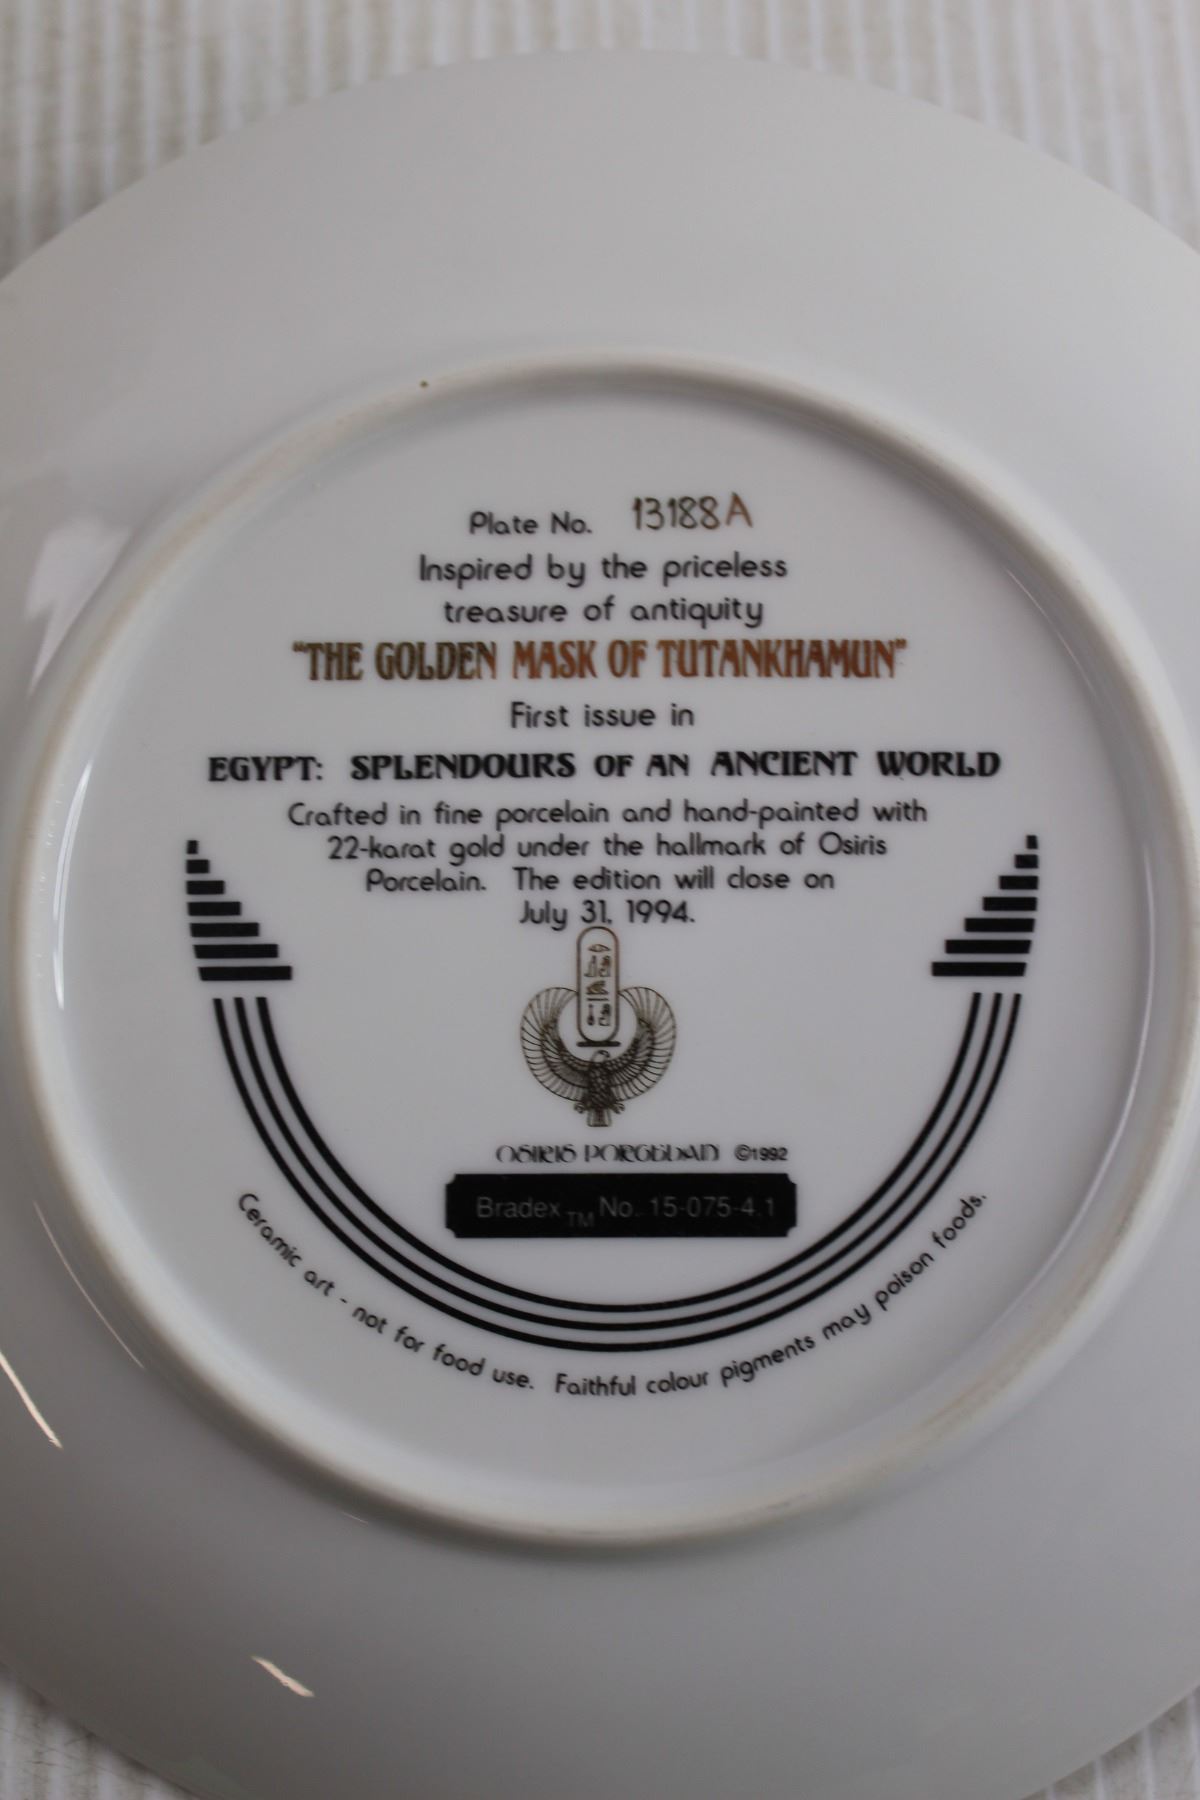 Plate No. 13188A
Inspired by the priceless
treasure of antiquity
"THE GOLDEN MASK OF TUTANKHAMUN"
First issue in
EGYPT: SPLENDOURS OF AN ANCIENT WORLD
Crafted in fine porcelain and hand-painted with
22-karat gold under the hallmark of Osiris
Porcelain. The edition will close on
July 31, 1994.
OSIRIS PORCELAIN ©1992
Bradex TM No. 15-075-4.1
Ceramic art - not for food use. Faithful colour pigments may poison foods.